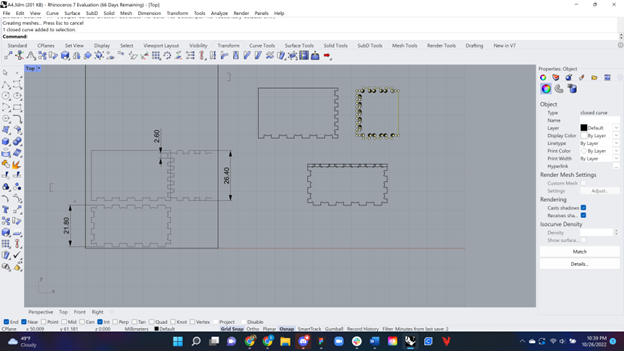 A4.3dm (201 KB) - Rhinoceros 7 Evaluation (66 Days Remaining) - [Top]
File Edit View Curve Surface SubD Solid Mesh Dimension Transform Tools Analyze Render Panels Help
Creating meshes... Press Esc to cancel
1 closed curve added to selection.
Command:
Standard CPlanes Set View Display Select Viewport Layout Visibility Transform Curve Tools Surface Tools Solid Tools SubD Tools Mesh Tools Render Tools Drafting New in V7
Top
Properties: Object
Object
Type closed curve
Name
Layer Default
Display Color By Layer
Linetype By Layer
Print Color By Layer
Print Width By Layer
Hyperlink
Render Mesh Settings
Custom Mesh
Settings Adjust...
Rendering
Casts shadows
Receives sha...
Isocurve Density
Density
Show surface...
Match
Details...
2.60
26.40
21.80
y
x
Perspective Top Front Right
End Near Point Mid Cen Int Perp Tan Quad Knot Vertex Project Disable
CPlane x 50.009 y 61.181 z 0.000 Millimeters Default Grid Snap Ortho Planar Osnap SmartTrack Gumball Record History Filter Minutes from last save: 3
49°F
Cloudy
10:39 PM
10/26/2022